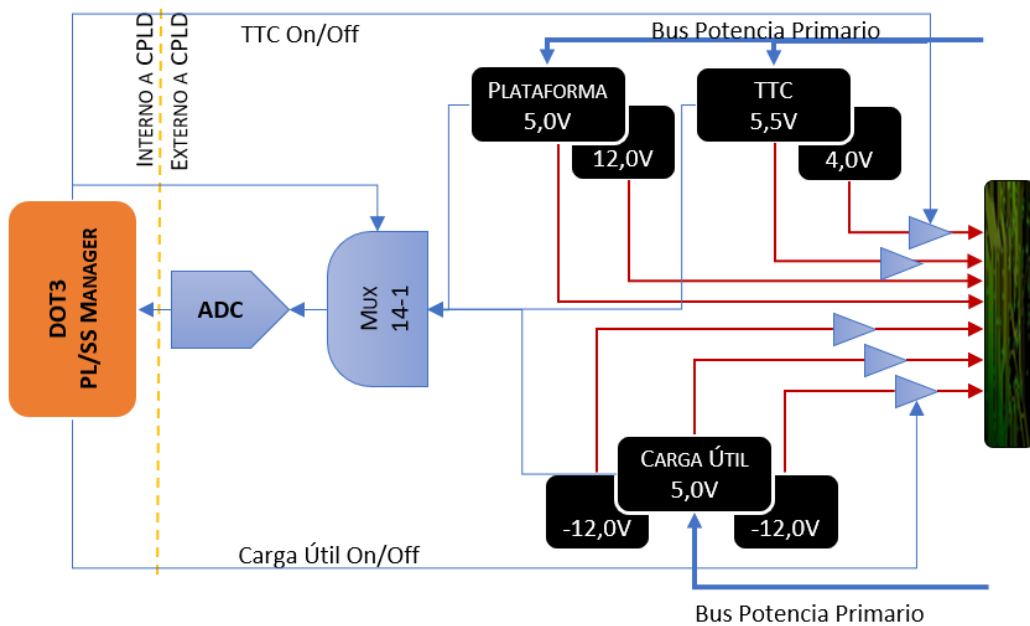 TTC On/Off
Bus Potencia Primario
INTERNO A CPLD
EXTERNO A CPLD
PLATAFORMA
5,0V
12,0V
TTC
5,5V
4,0V
DOT3
PL/SS MANAGER
ADC
MUX
14-1
CARGA ÚTIL
5,0V
-12,0V
-12,0V
Carga Útil On/Off
Bus Potencia Primario